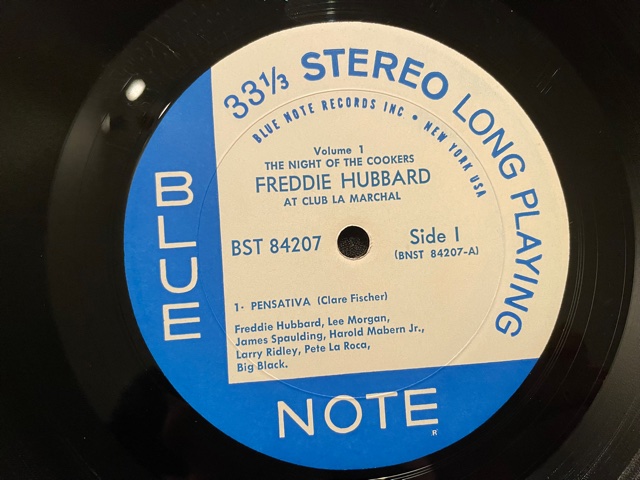 33⅓ STEREO LONG PLAYING
BLUE NOTE RECORDS INC • NEW YORK USA
Volume 1
THE NIGHT OF THE COOKERS
FREDDIE HUBBARD
AT CLUB LA MARCHAL
BST 84207
Side I
(BNST 84207-A)
1- PENSATIVA (Clare Fischer)
Freddie Hubbard, Lee Morgan,
James Spaulding, Harold Mabern Jr.,
Larry Ridley, Pete La Roca,
Big Black.
BLUE
NOTE
R